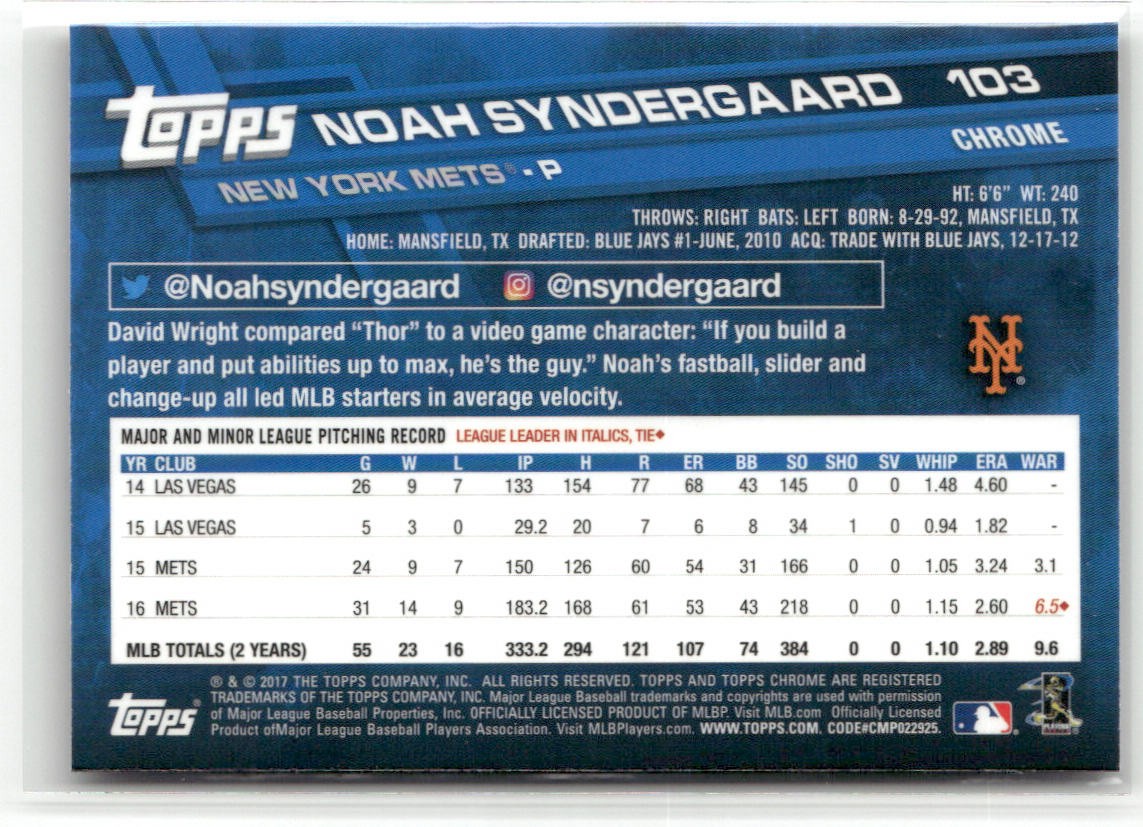 topps NOAH SYNDERGAARD 103
NEW YORK METS® - P CHROME
HT: 6'6" WT: 240
THROWS: RIGHT BATS: LEFT BORN: 8-29-92, MANSFIELD, TX
HOME: MANSFIELD, TX DRAFTED: BLUE JAYS #1-JUNE, 2010 ACQ: TRADE WITH BLUE JAYS, 12-17-12
@Noahsyndergaard @nsyndergaard
David Wright compared “Thor” to a video game character: “If you build a
player and put abilities up to max, he’s the guy.” Noah’s fastball, slider and
change-up all led MLB starters in average velocity.
NY ®
MAJOR AND MINOR LEAGUE PITCHING RECORD LEAGUE LEADER IN ITALICS, TIE◆
YR CLUB G W L IP H R ER BB SO SHO SV WHIP ERA WAR
14 LAS VEGAS 26 9 7 133 154 77 68 43 145 0 0 1.48 4.60 -
15 LAS VEGAS 5 3 0 29.2 20 7 6 8 34 1 0 0.94 1.82 -
15 METS 24 9 7 150 126 60 54 31 166 0 0 1.05 3.24 3.1
16 METS 31 14 9 183.2 168 61 53 43 218 0 0 1.15 2.60 6.5◆
MLB TOTALS (2 YEARS) 55 23 16 333.2 294 121 107 74 384 0 0 1.10 2.89 9.6
topps®
® & © 2017 THE TOPPS COMPANY, INC. ALL RIGHTS RESERVED. TOPPS AND TOPPS CHROME ARE REGISTERED
TRADEMARKS OF THE TOPPS COMPANY, INC. Major League Baseball trademarks and copyrights are used with permission
of Major League Baseball Properties, Inc. OFFICIALLY LICENSED PRODUCT OF MLBP. Visit MLB.com Officially Licensed
Product ofMajor League Baseball Players Association. Visit MLBPlayers.com. WWW.TOPPS.COM. CODE#CMP022925.